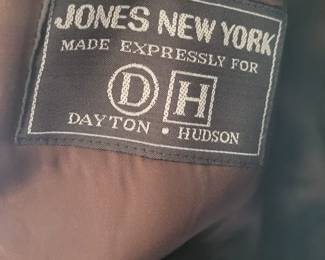 JONES NEW YORK
MADE EXPRESSLY FOR
D H
DAYTON • HUDSON